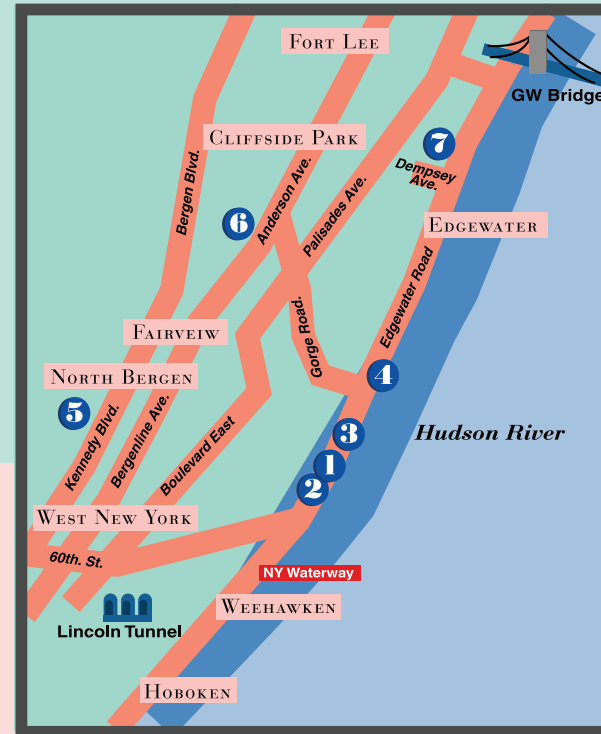 FORT LEE
GW Bridge
CLIFFSIDE PARK
7
Dempsey
Ave.
Bergen Blvd.
Anderson Ave.
Palisades Ave.
6
EDGEWATER
Edgewater Road
Gorge Road.
FAIRVEIW
NORTH BERGEN
4
5
3
Hudson River
Kennedy Blvd.
Bergenline Ave.
Boulevard East
1
2
WEST NEW YORK
60th. St.
NY Waterway
WEEHAWKEN
Lincoln Tunnel
HOBOKEN